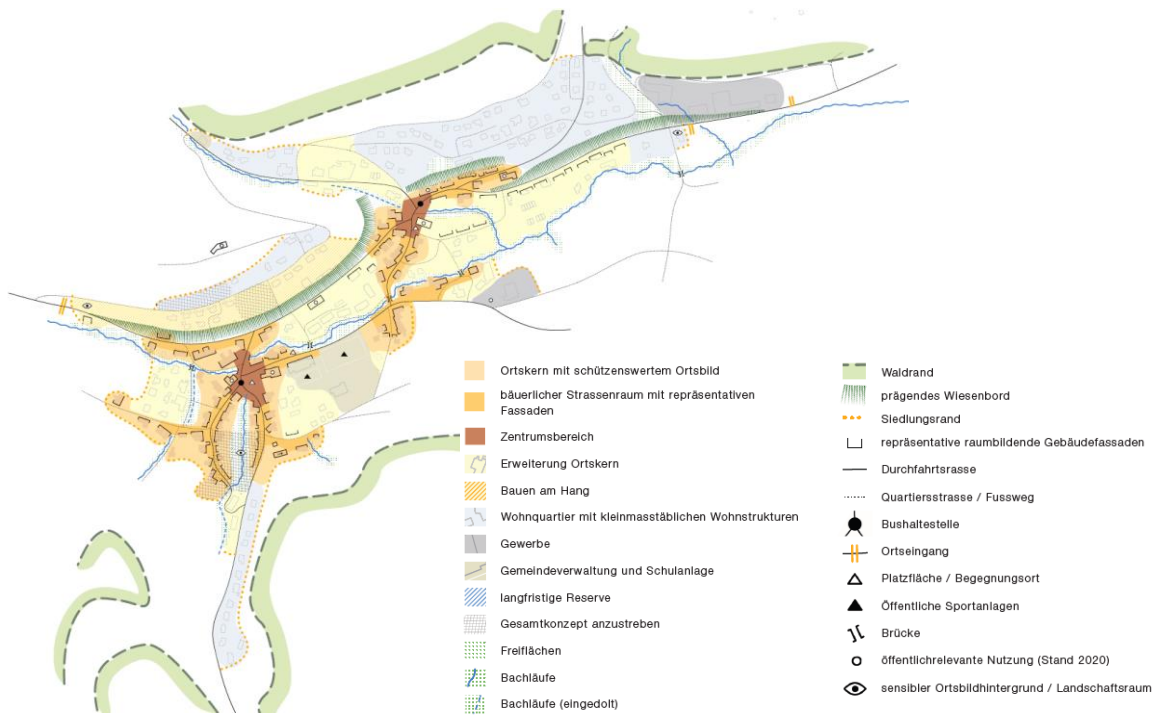 Ortskern mit schützenswertem Ortsbild
bäuerlicher Strassenraum mit repräsentativen
Fassaden
Zentrumsbereich
Erweiterung Ortskern
Bauen am Hang
Wohnquartier mit kleinmasstäblichen Wohnstrukturen
Gewerbe
Gemeindeverwaltung und Schulanlage
langfristige Reserve
Gesamtkonzept anzustreben
Freiflächen
Bachläufe
Bachläufe (eingedolt)
Waldrand
prägendes Wiesenbord
Siedlungsrand
repräsentative raumbildende Gebäudefassaden
Durchfahrtsrasse
Quartiersstrasse / Fussweg
Bushaltestelle
Ortseingang
Platzfläche / Begegnungsort
Öffentliche Sportanlagen
Brücke
öffentlichrelevante Nutzung (Stand 2020)
sensibler Ortsbildhintergrund / Landschaftsraum